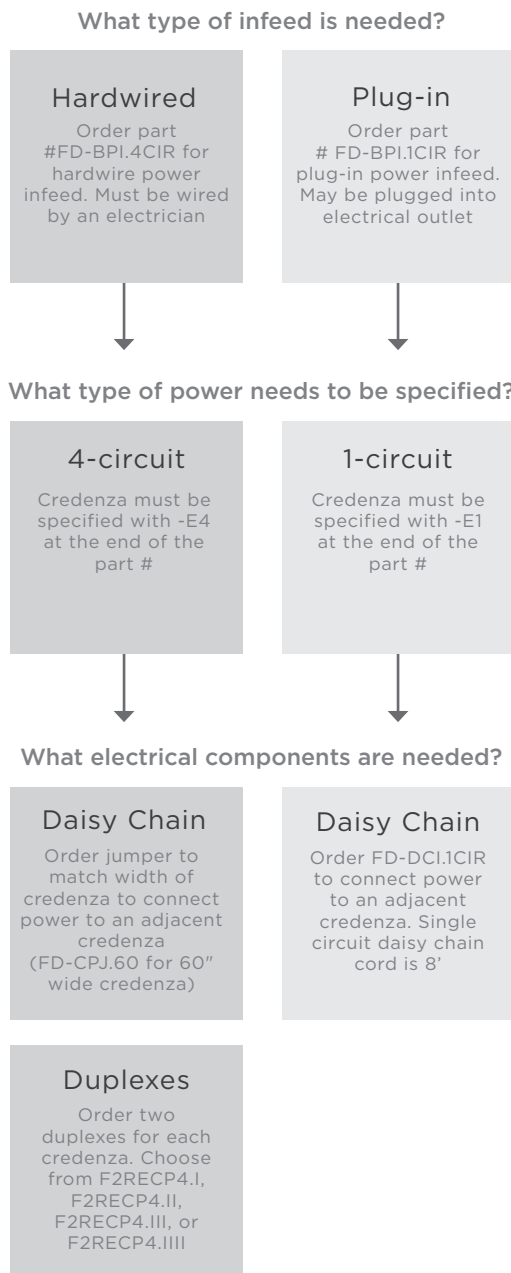 What type of infeed is needed?
Hardwired
Order part
#FD-BPI.4CIR for
hardwire power
infeed. Must be wired
by an electrician
Plug-in
Order part
# FD-BPI.1CIR for
plug-in power infeed.
May be plugged into
electrical outlet
What type of power needs to be specified?
4-circuit
Credenza must be
specified with -E4
at the end of the
part #
1-circuit
Credenza must be
specified with -E1
at the end of the
part #
What electrical components are needed?
Daisy Chain
Order jumper to
match width of
credenza to connect
power to an adjacent
credenza
(FD-CPJ.60 for 60"
wide credenza)
Daisy Chain
Order FD-DCI.1CIR
to connect power
to an adjacent
credenza. Single
circuit daisy chain
cord is 8’
Duplexes
Order two
duplexes for each
credenza. Choose
from F2RECP4.I,
F2RECP4.II,
F2RECP4.III, or
F2RECP4.IIII